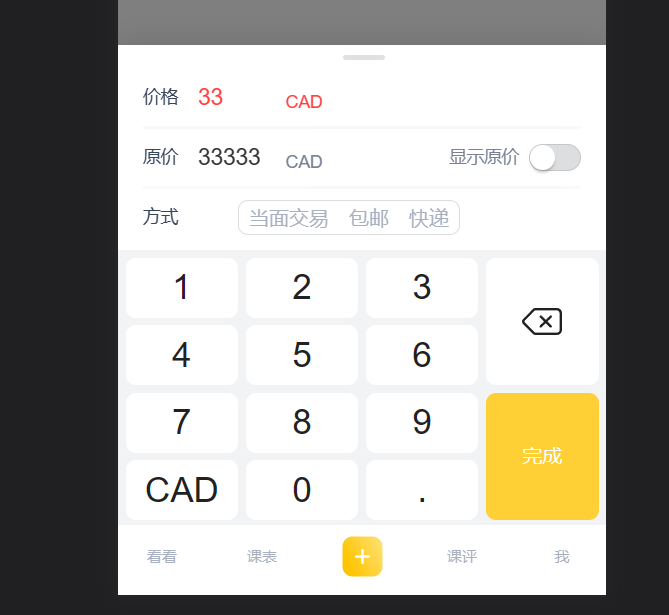 价格 33 CAD
原价 33333 CAD 显示原价
方式 当面交易 包邮 快递
1 2 3
4 5 6
7 8 9 完成
CAD 0 .
看看 课表 + 课评 我